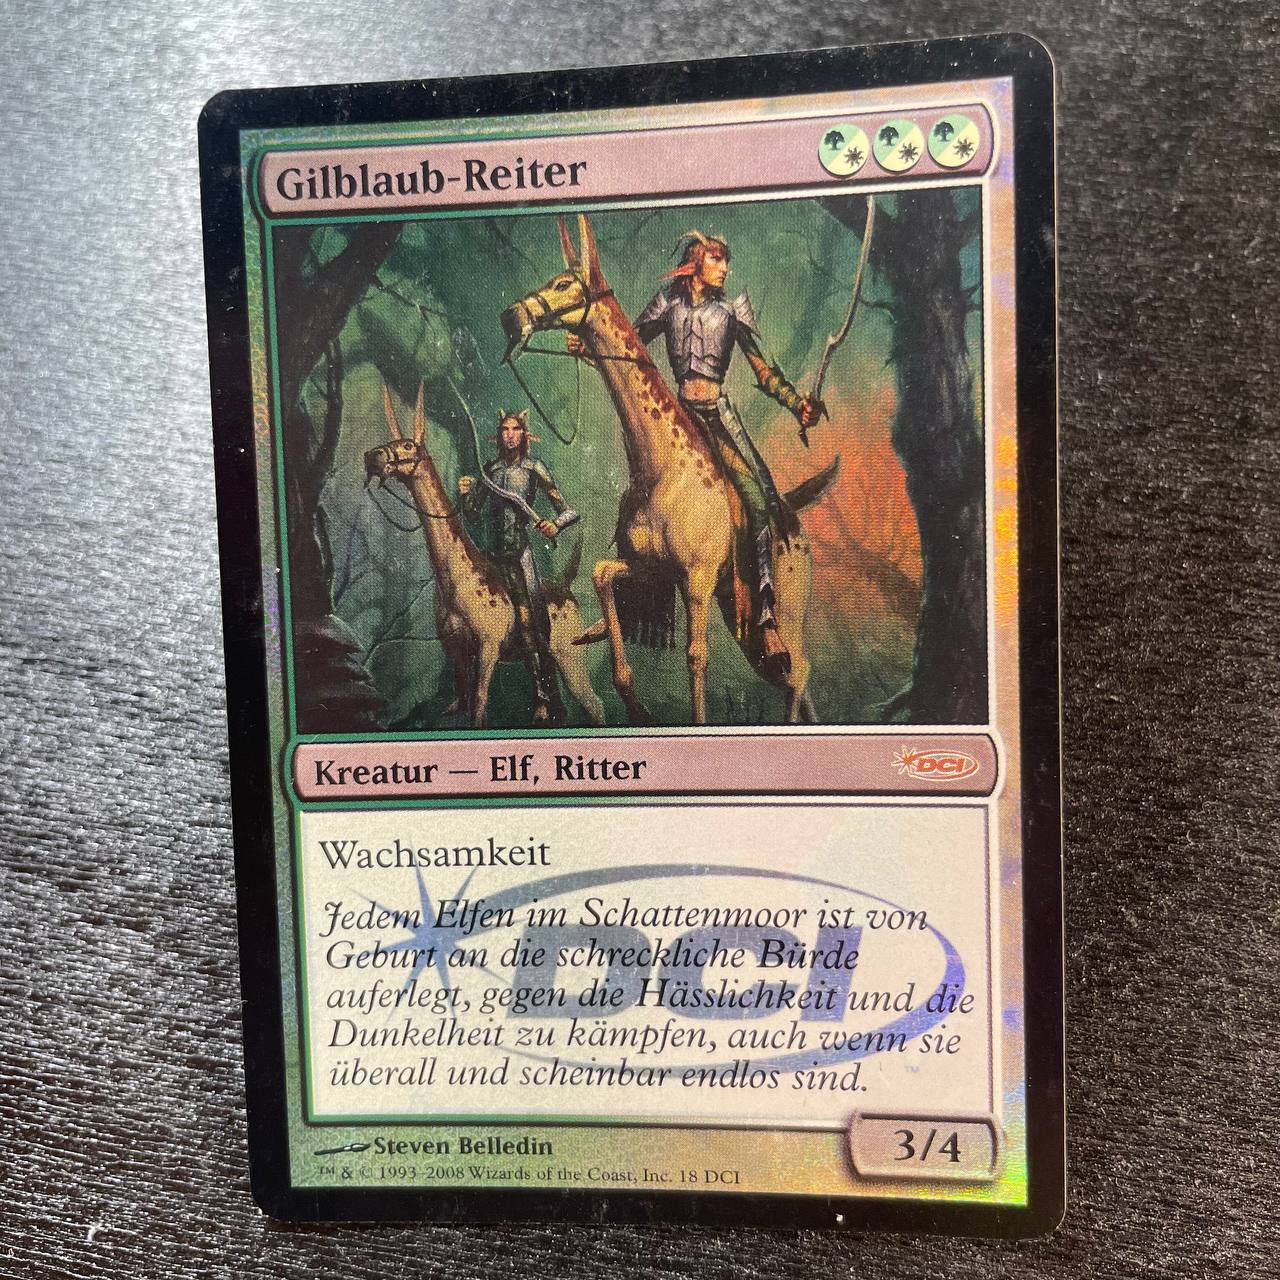 Gilblaub-Reiter
Kreatur — Elf, Ritter
DCI
Wachsamkeit
DCI
Jedem Elfen im Schattenmoor ist von
Geburt an die schreckliche Bürde
auferlegt, gegen die Hässlichkeit und die
Dunkelheit zu kämpfen, auch wenn sie
überall und scheinbar endlos sind.
™
Steven Belledin
3/4
™ & © 1993–2008 Wizards of the Coast, Inc. 18 DCI